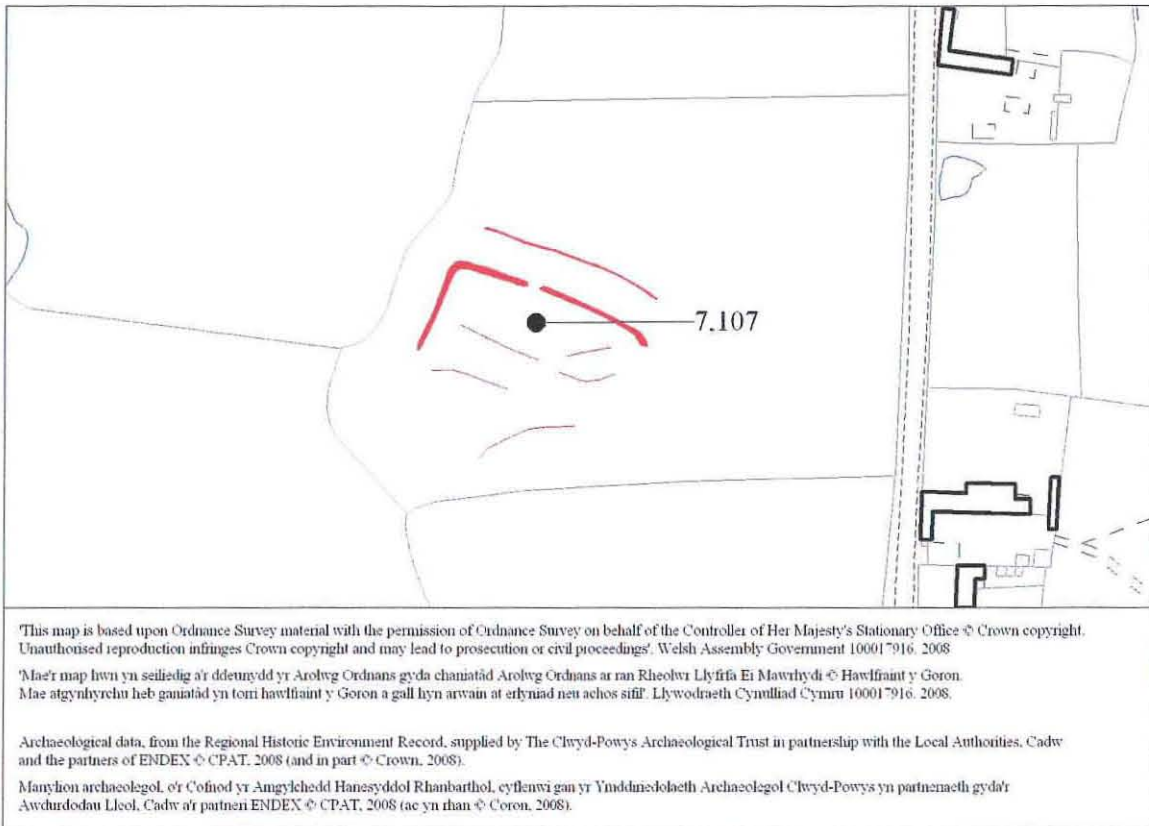 7.107
'This map is based upon Ordnance Survey material with the permission of Ordnance Survey on behalf of the Controller of Her Majesty's Stationary Office © Crown copyright.
Unauthorised reproduction infringes Crown copyright and may lead to prosecution or civil proceedings'. Welsh Assembly Government 100017916. 2008
'Mae'r map hwn yn seiliedig a'r ddeunydd yr Arolwg Ordnans gyda chaniatâd Arolwg Ordnans ar ran Rheolwr Llyfrfa Ei Mawrhydi © Hawlfraint y Goron.
Mae atgynhyrchu heb ganiatâd yn torri hawlfraint y Goron a gall hyn arwain at erlyniad neu achos sifil'. Llywodraeth Cynulliad Cymru 100017916. 2008.
Archaeological data, from the Regional Historic Environment Record, supplied by The Clwyd-Powys Archaeological Trust in partnership with the Local Authorities, Cadw
and the partners of ENDEX © CPAT, 2008 (and in part © Crown, 2008).
Manylion archaeolegol, o'r Cofnod yr Amgylchedd Hanesyddol Rhanbarthol, cyflenwi gan yr Ymddiriedolaeth Archaeolegol Clwyd-Powys yn partneriaeth gyda'r
Awdurdodau Lleol, Cadw a'r partneri ENDEX © CPAT, 2008 (ac yn rhan © Coron, 2008).